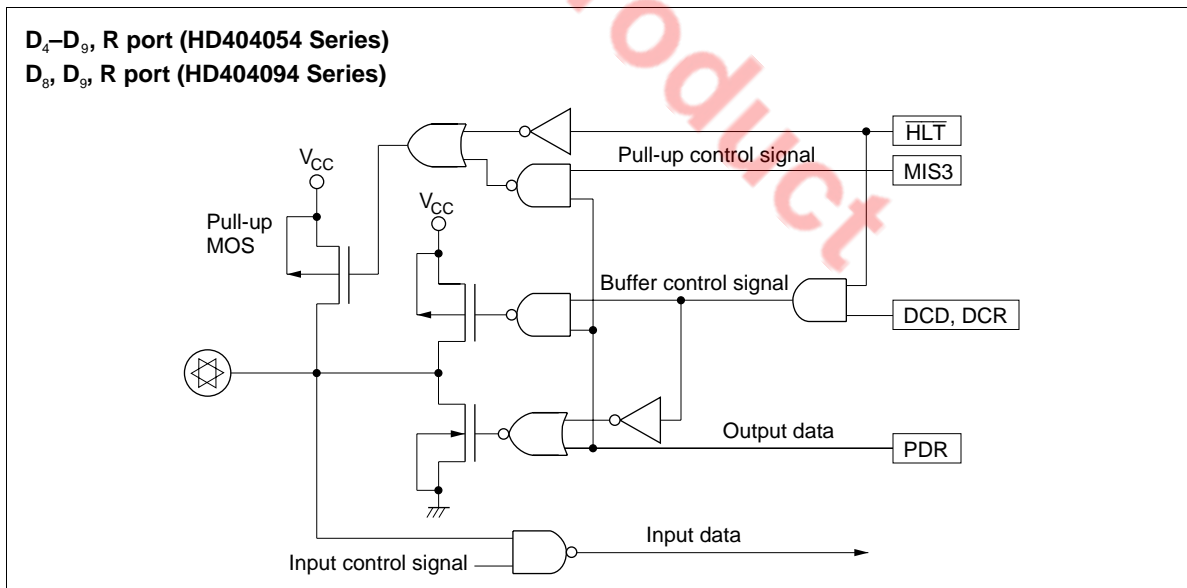 D₄–D₉, R port (HD404054 Series)
D₈, D₉, R port (HD404094 Series)
HLT
Pull-up control signal
MIS3
VCC
Pull-up
MOS
VCC
Buffer control signal
DCD, DCR
Output data
PDR
Input data
Input control signal
roduct